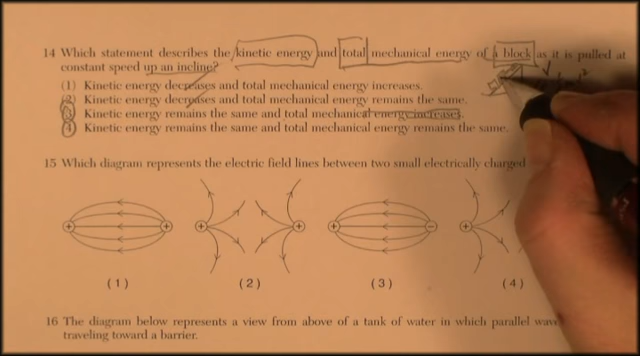 14 Which statement describes the kinetic energy and total mechanical energy of a block as it is pulled at
constant speed up an incline?
(1) Kinetic energy decreases and total mechanical energy increases.
(2) Kinetic energy decreases and total mechanical energy remains the same.
(3) Kinetic energy remains the same and total mechanical energy increases.
(4) Kinetic energy remains the same and total mechanical energy remains the same.
15 Which diagram represents the electric field lines between two small electrically charged
(1) (2) (3) (4)
16 The diagram below represents a view from above of a tank of water in which parallel
traveling toward a barrier.